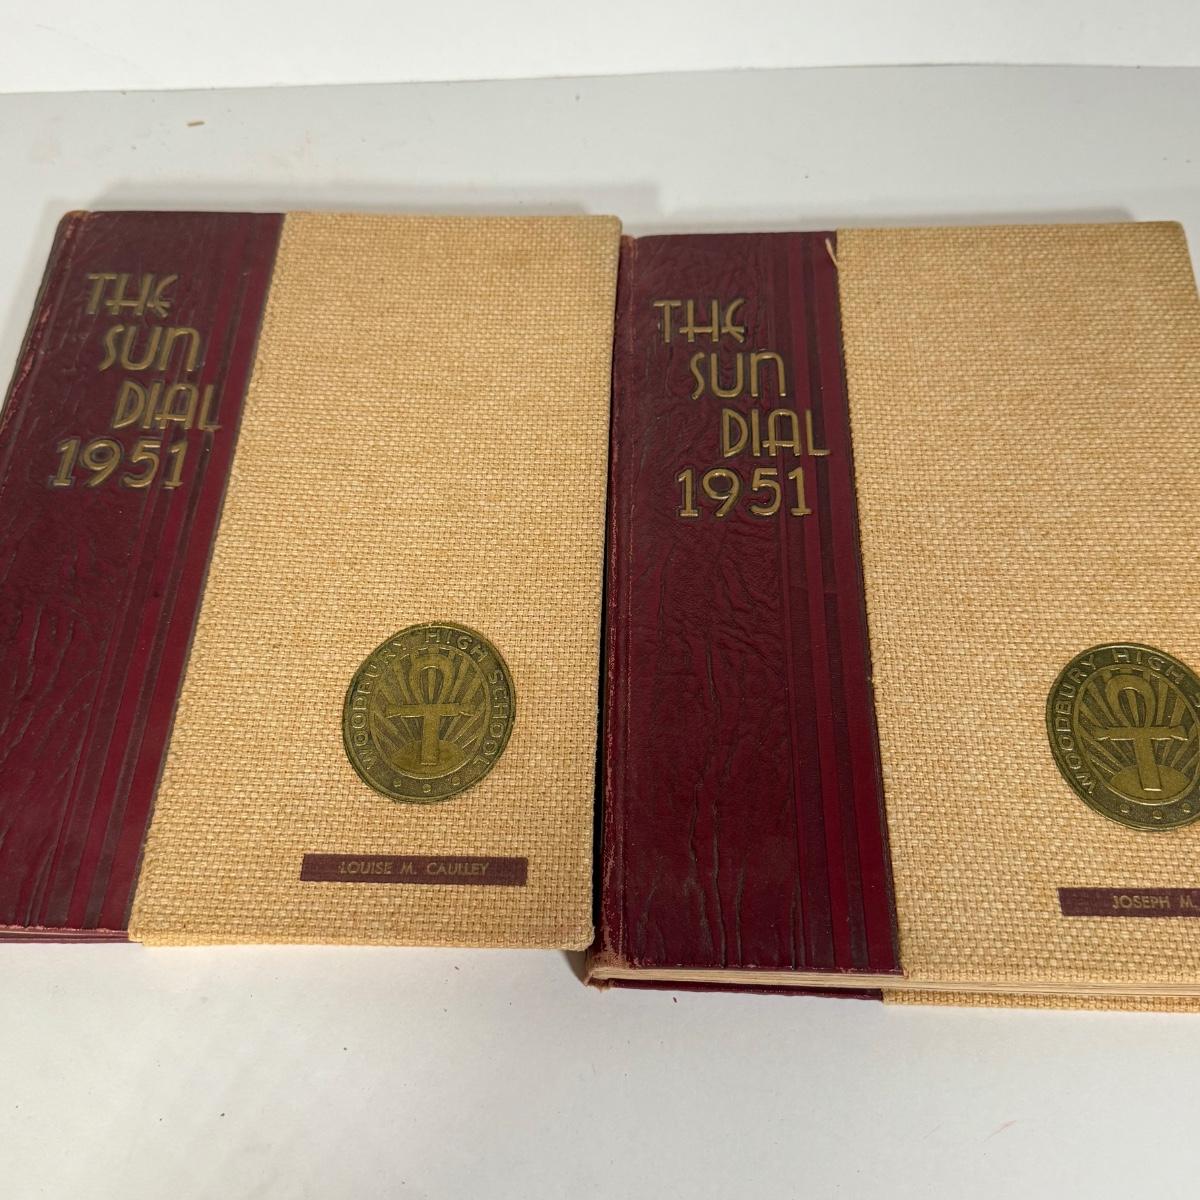 THE
SUN
DIAL
1951
WOODBURY HIGH SCHOOL
LOUISE M. CAULLEY
THE
SUN
DIAL
1951
WOODBURY HIGH
JOSEPH M.